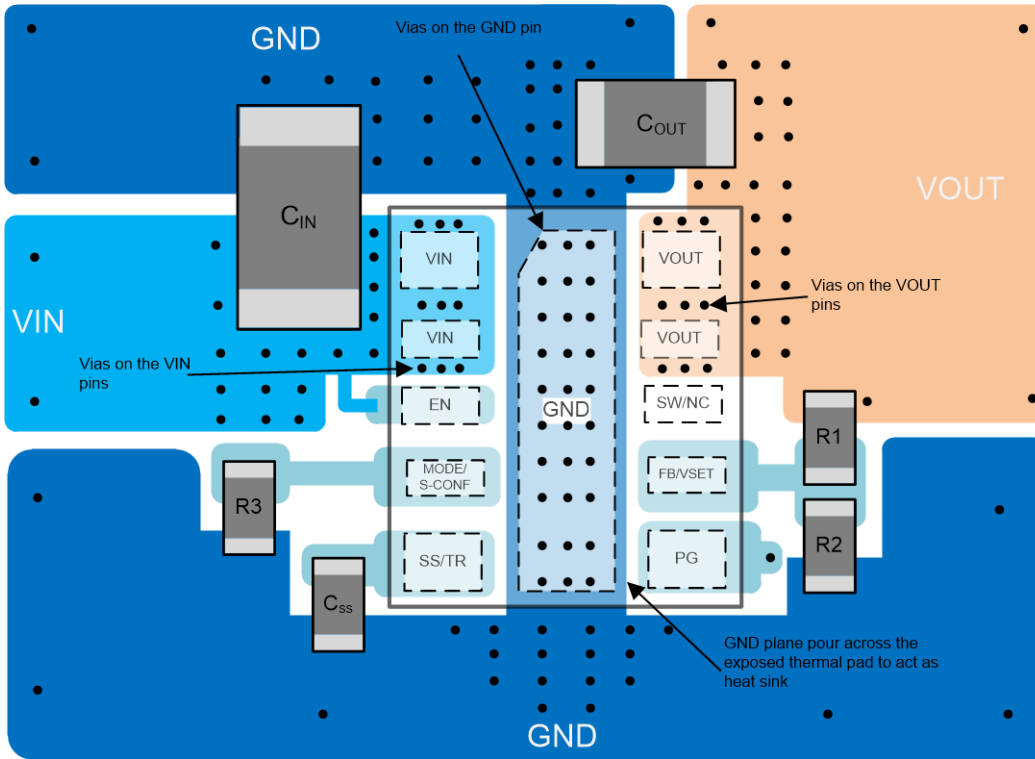 GND
Vias on the GND pin
COUT
CIN
VOUT
VIN
VOUT
VIN
Vias on the VOUT
pins
VIN
VOUT
Vias on the VIN
pins
EN
GND
SW/NC
R1
MODE/
S-CONF
FB/VSET
R3
R2
SS/TR
PG
Css
GND plane pour across the
exposed thermal pad to act as
heat sink
GND